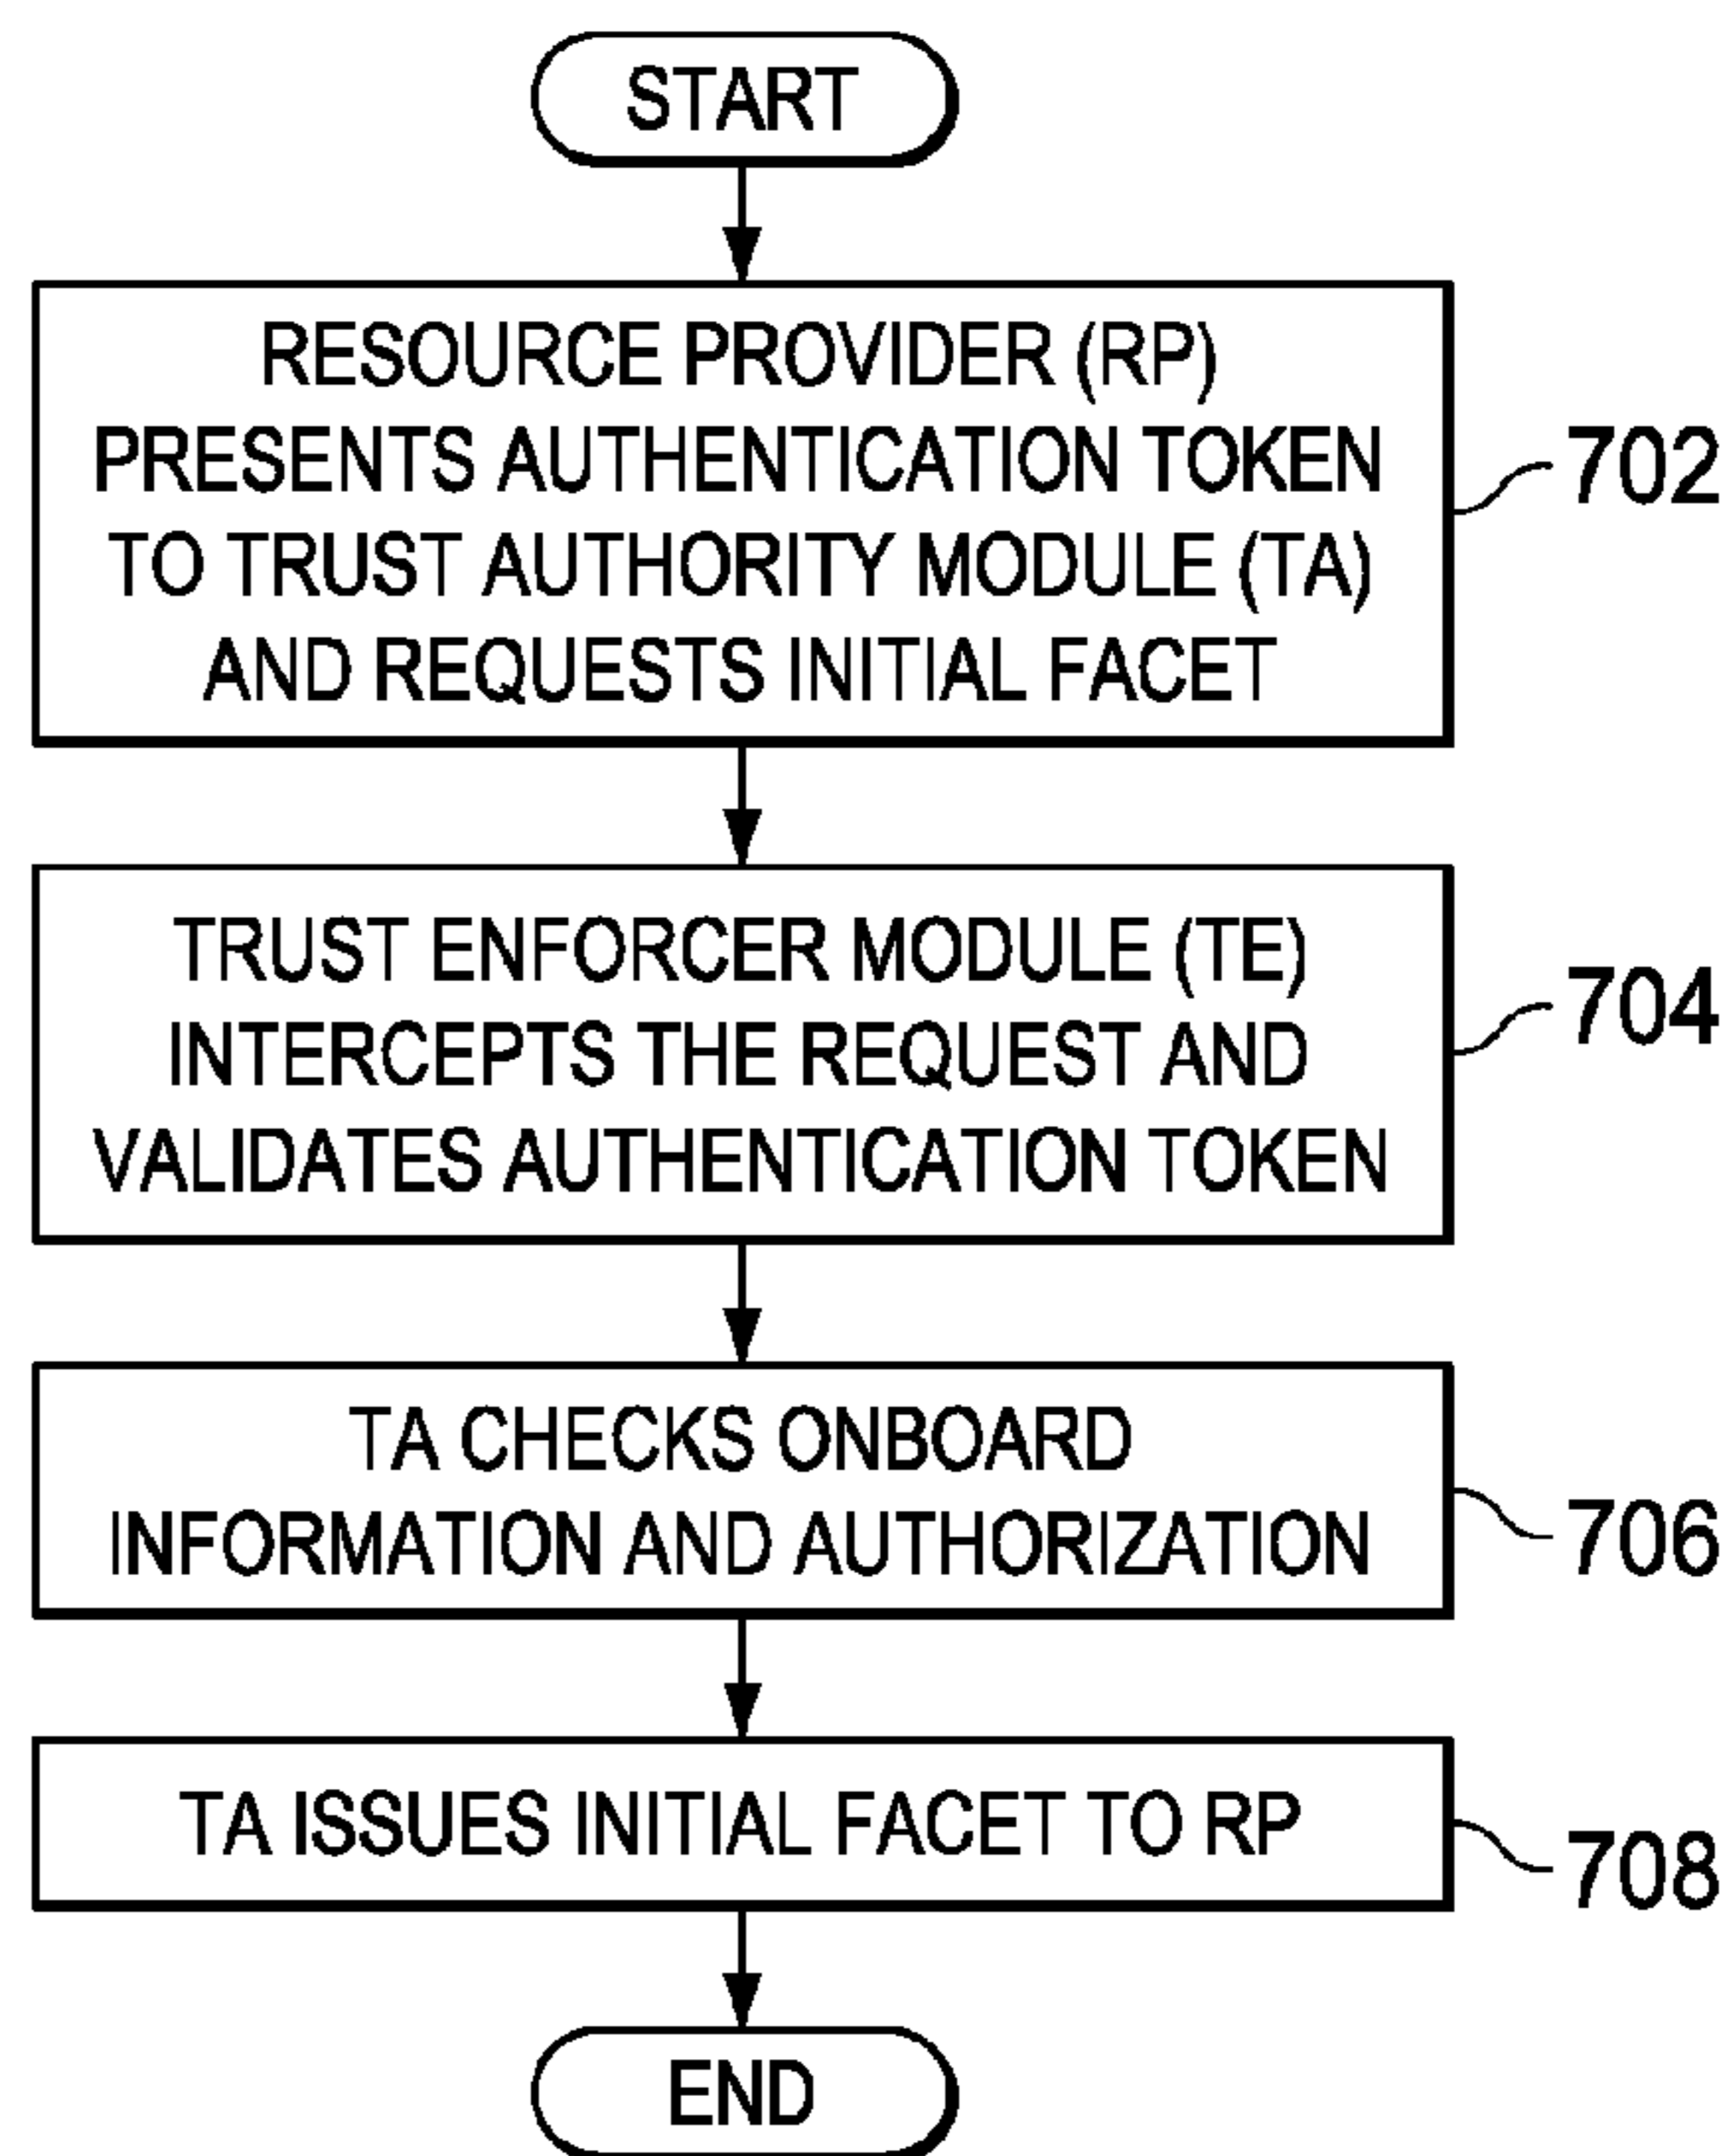 START
RESOURCE PROVIDER (RP)
PRESENTS AUTHENTICATION TOKEN
TO TRUST AUTHORITY MODULE (TA)
AND REQUESTS INITIAL FACET
702
TRUST ENFORCER MODULE (TE)
INTERCEPTS THE REQUEST AND
VALIDATES AUTHENTICATION TOKEN
704
TA CHECKS ONBOARD
INFORMATION AND AUTHORIZATION
706
TA ISSUES INITIAL FACET TO RP
708
END